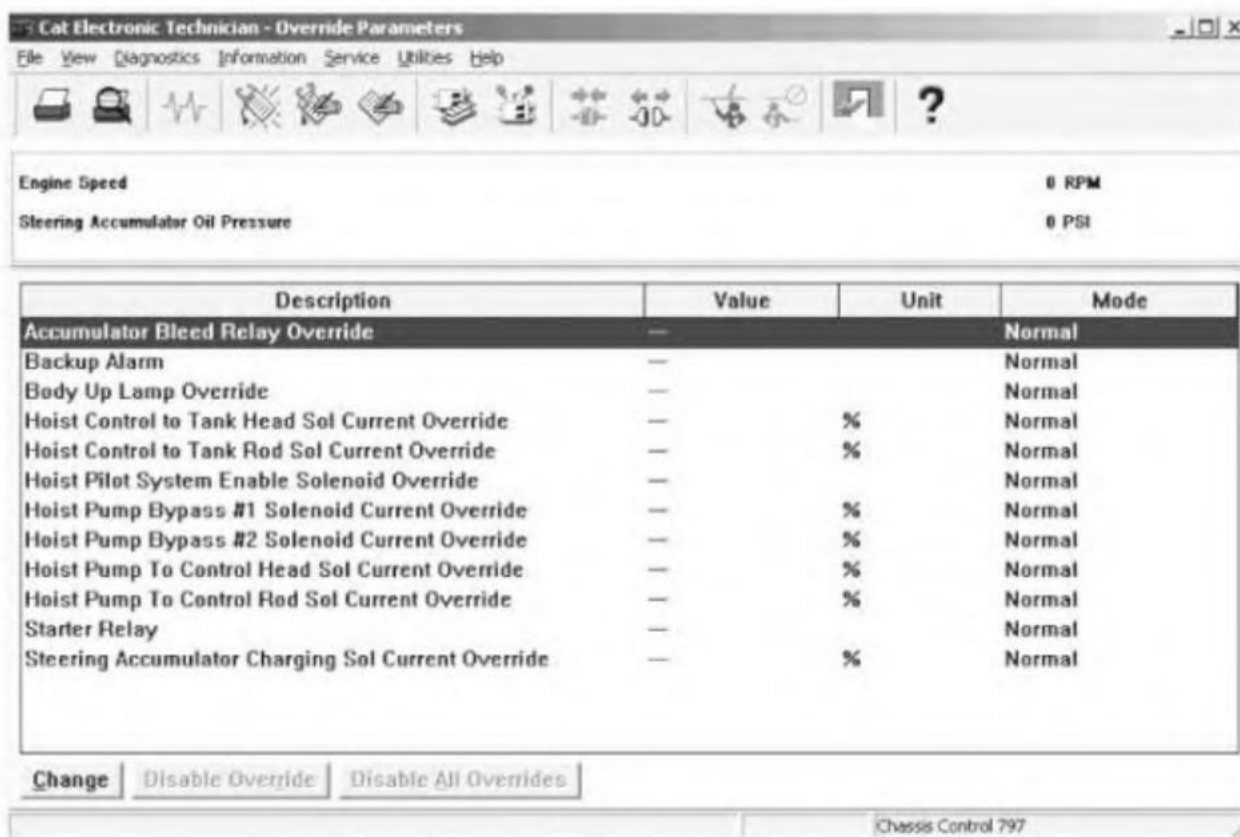 Cat Electronic Technician - Override Parameters
File View Diagnostics Information Service Utilities Help
?
Engine Speed 0 RPM
Steering Accumulator Oil Pressure 0 PSI
Description Value Unit Mode
Accumulator Bleed Relay Override — Normal
Backup Alarm — Normal
Body Up Lamp Override — Normal
Hoist Control to Tank Head Sol Current Override — % Normal
Hoist Control to Tank Rod Sol Current Override — % Normal
Hoist Pilot System Enable Solenoid Override — Normal
Hoist Pump Bypass #1 Solenoid Current Override — % Normal
Hoist Pump Bypass #2 Solenoid Current Override — % Normal
Hoist Pump To Control Head Sol Current Override — % Normal
Hoist Pump To Control Rod Sol Current Override — % Normal
Starter Relay — Normal
Steering Accumulator Charging Sol Current Override — % Normal
Change Disable Override Disable All Overrides
Chassis Control 797